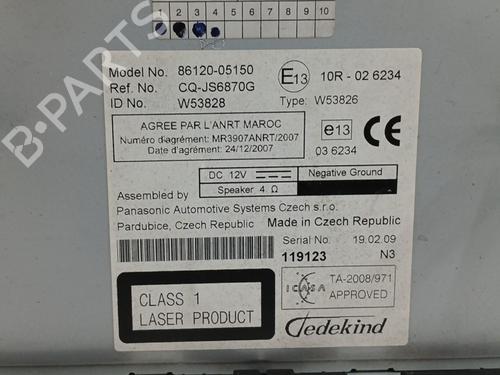 1 2 3 4 5 6 7 8 9 10
B-PARTS
Model No. 86120-05150
Ref. No. CQ-JS6870G
ID No. W53828
E13 10R - 02 6234
Type: W53826
AGREE PAR L'ANRT MAROC
Numéro d'agrément: MR3907ANRT/2007
Date d'agrément: 24/12/2007
e13
CE
03 6234
DC 12V
Negative Ground
Speaker 4 Ω
Assembled by
Panasonic Automotive Systems Czech s.r.o.
Pardubice, Czech Republic Made in Czech Republic
Serial No. 19.02.09
119123 N3
CLASS 1
LASER PRODUCT
ICASA
TA-2008/971
APPROVED
Tedekind